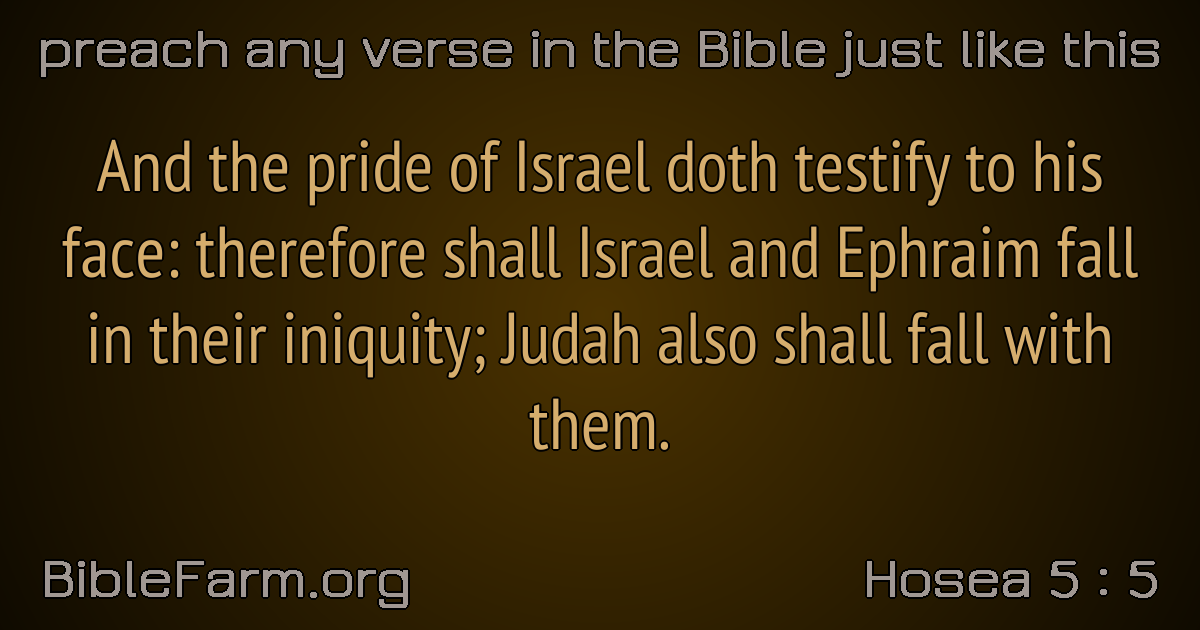 preach any verse in the Bible just like this
And the pride of Israel doth testify to his
face: therefore shall Israel and Ephraim fall
in their iniquity; Judah also shall fall with
them.
BibleFarm.org
Hosea 5 : 5